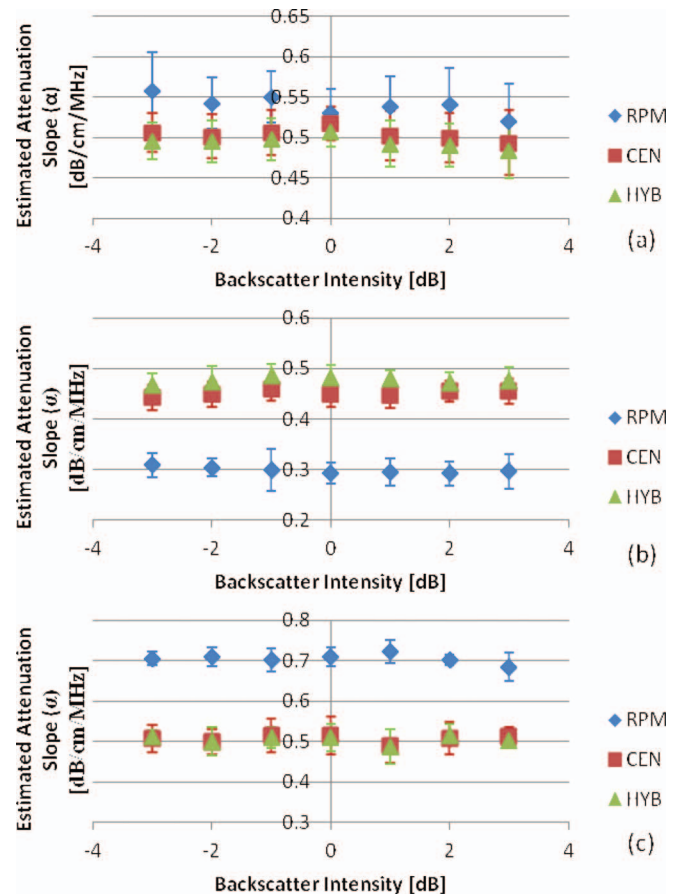 Estimated Attenuation
Slope (α)
[dB/cm/MHz]
0.65
0.6
0.55
0.5
0.45
0.4
-4
-2
0
2
4
Backscatter Intensity [dB]
RPM
CEN
HYB
(a)
Estimated Attenuation
Slope (α)
[dB/cm/MHz]
0.6
0.5
0.4
0.3
0.2
-4
-2
0
2
4
Backscatter Intensity [dB]
RPM
CEN
HYB
(b)
Estimated Attenuation
Slope (α)
[dB/cm/MHz]
0.8
0.7
0.6
0.5
0.4
0.3
-4
-2
0
2
4
Backscatter Intensity [dB]
RPM
CEN
HYB
(c)